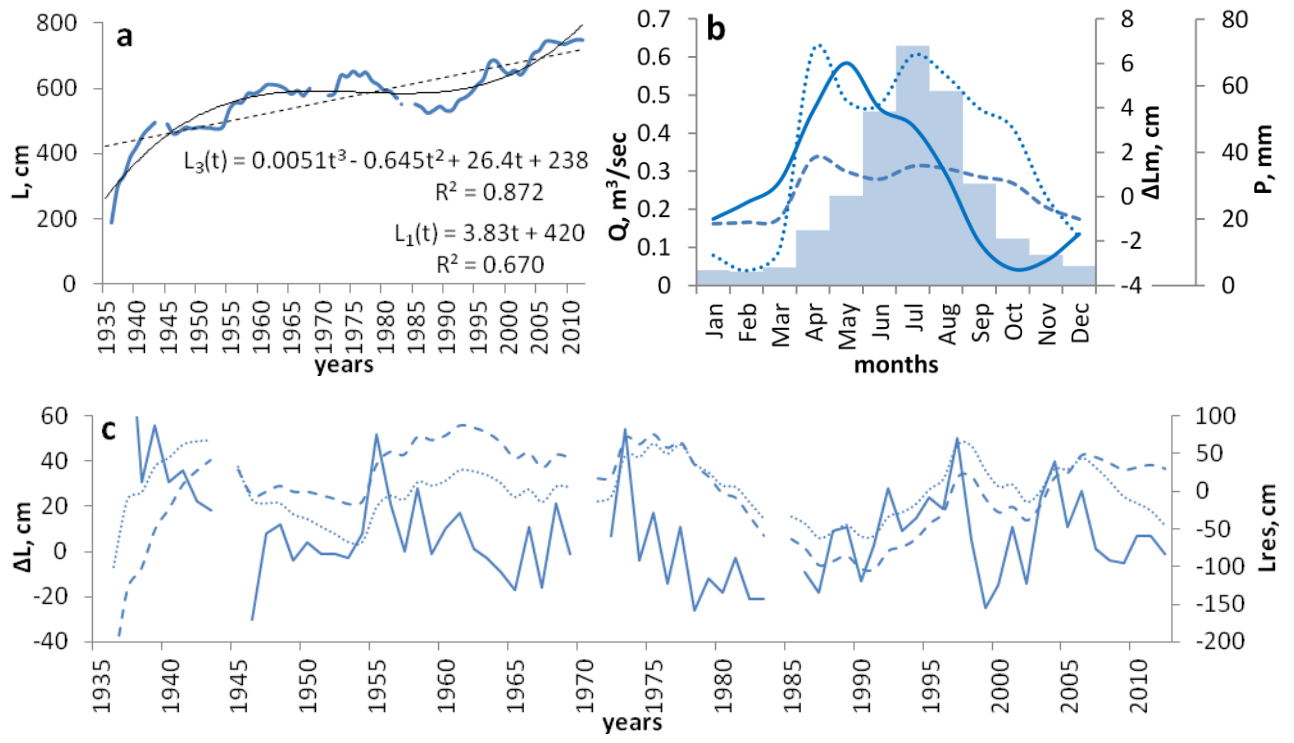 a
L, cm
800
600
400
200
0
L₃(t) = 0.0051t³ - 0.645t² + 26.4t + 238
R² = 0.872
L₁(t) = 3.83t + 420
R² = 0.670
1935 1940 1945 1950 1955 1960 1965 1970 1975 1980 1985 1990 1995 2000 2005 2010
years
b
Q, m³/sec
0.7
0.6
0.5
0.4
0.3
0.2
0.1
0
8
6
4
2
0
-2
-4
ΔLm, cm
80
60
40
20
0
P, mm
Jan Feb Mar Apr May Jun Jul Aug Sep Oct Nov Dec
months
c
ΔL, cm
60
40
20
0
-20
-40
100
50
0
-50
-100
-150
-200
Lres, cm
1935 1940 1945 1950 1955 1960 1965 1970 1975 1980 1985 1990 1995 2000 2005 2010
years